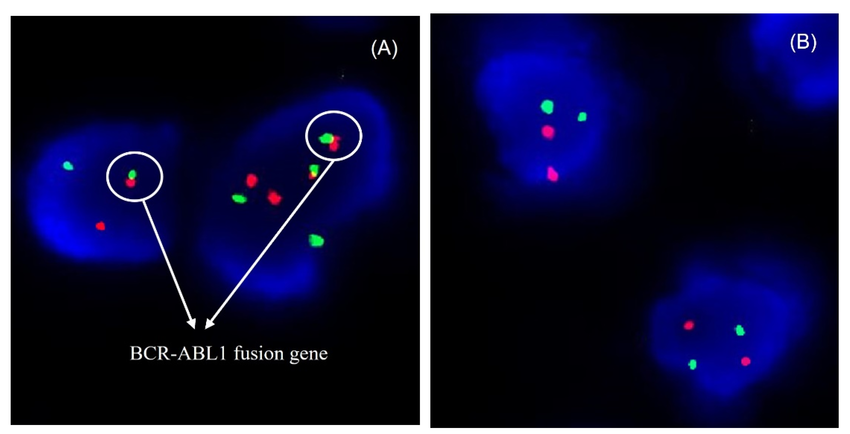 (A)
(B)
BCR-ABL1 fusion gene